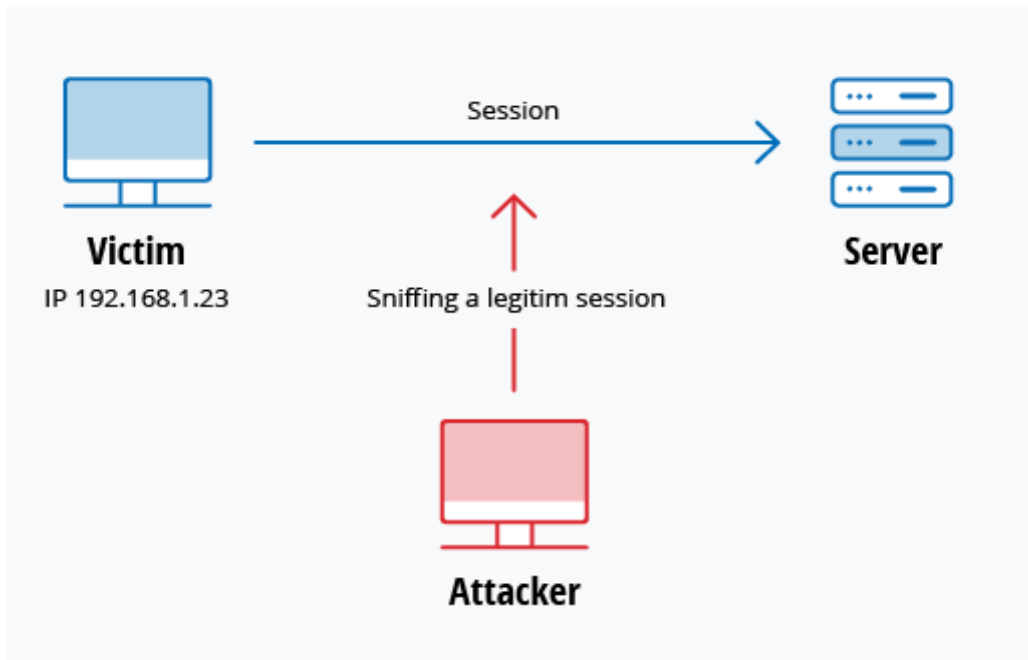 Session
Victim
IP 192.168.1.23
Server
Sniffing a legitim session
Attacker